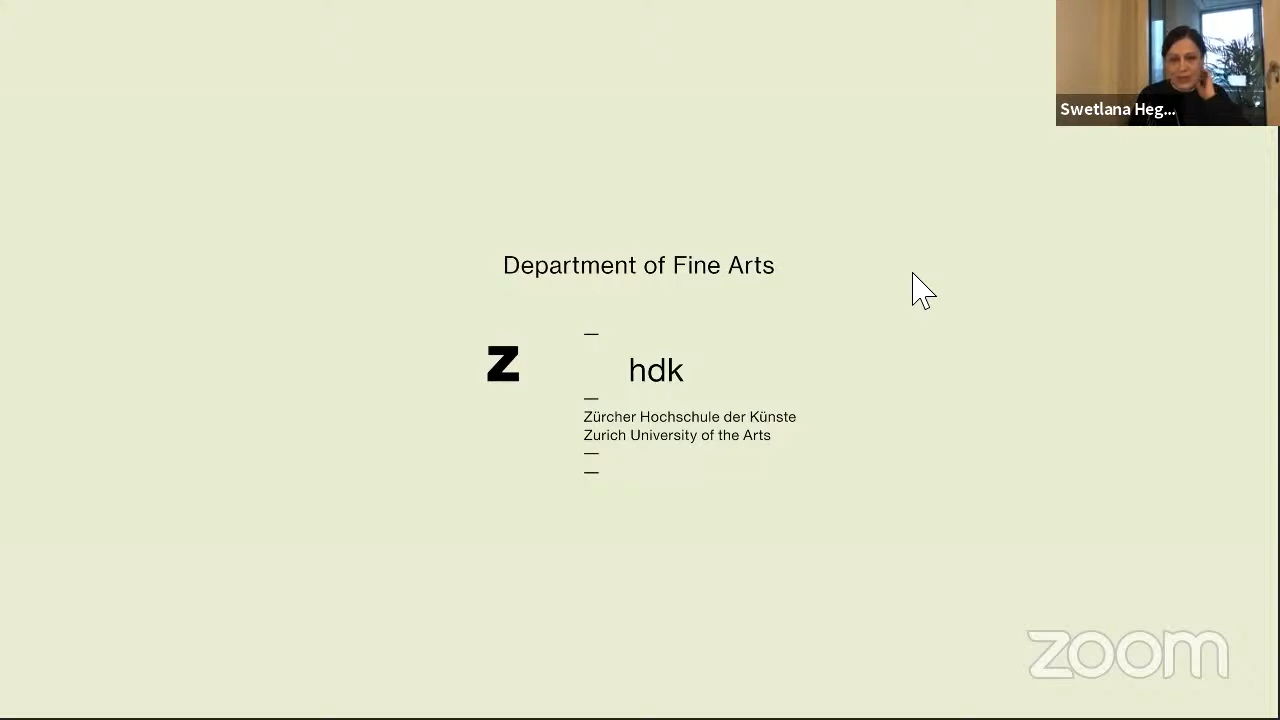 Swetlana Heg...
Department of Fine Arts
z hdk
Zürcher Hochschule der Künste
Zurich University of the Arts
zoom